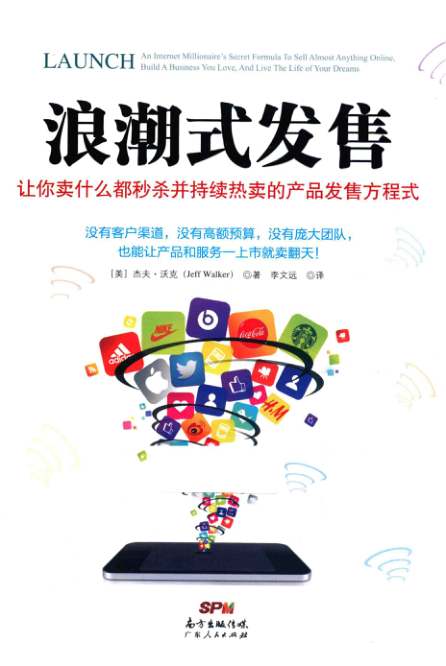 LAUNCH An Internet Millionaire's Secret Formula To Sell Almost Anything Online,
Build A Business You Love, And Live The Life of Your Dreams
浪潮式发售
让你卖什么都秒杀并持续热卖的产品发售方程式
没有客户渠道，没有高额预算，没有庞大团队，
也能让产品和服务一上市就卖翻天！
［美］杰夫·沃克（Jeff Walker） ◎著 李文远 ◎译
NIKE
Coca-Cola
adidas
H&M
SPM
南方出版传媒
广东人民出版社